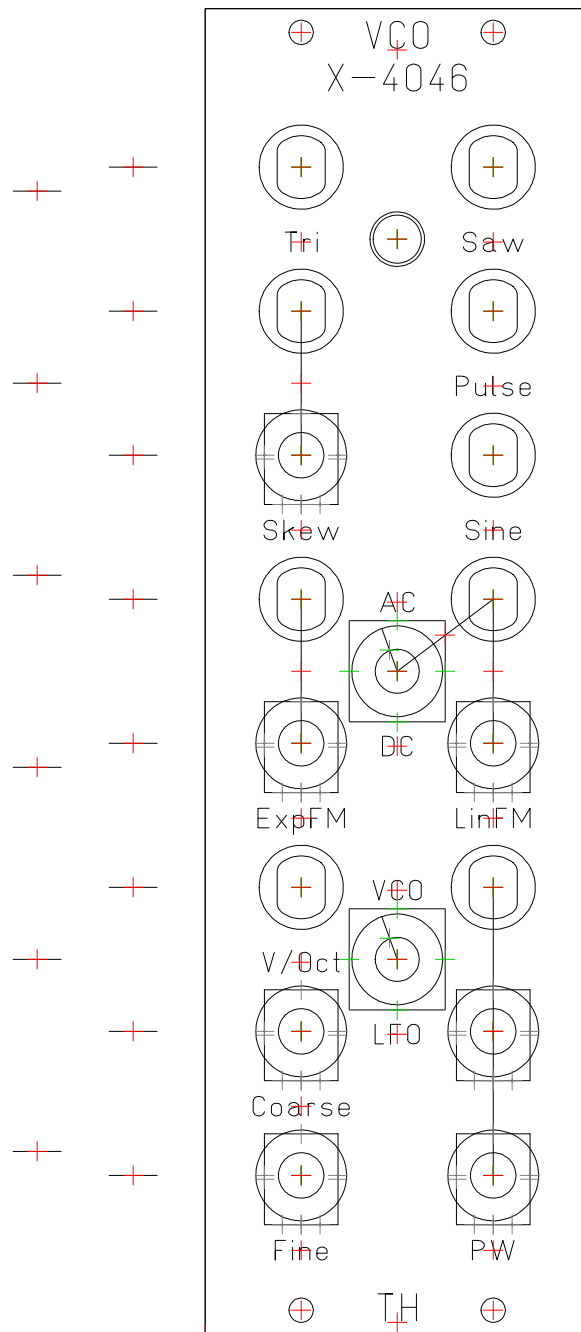 VCO
X-4046
Tri Saw
Pulse
Skew Sine
AC
DC
ExpFM LinFM
VCO
V/Oct
LFO
Coarse
Fine PW
TH